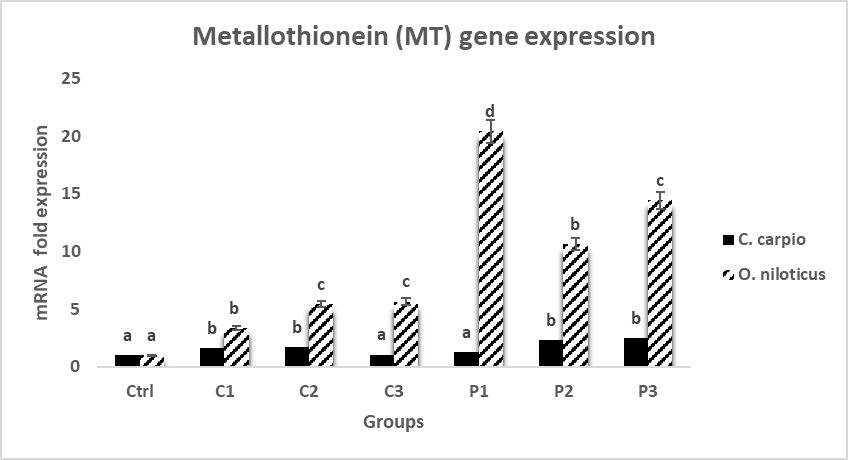 Metallothionein (MT) gene expression
mRNA fold expression
25
20
15
10
5
0
a a b b b c a c a d b b b c
Ctrl C1 C2 C3 P1 P2 P3
Groups
C. carpio
O. niloticus